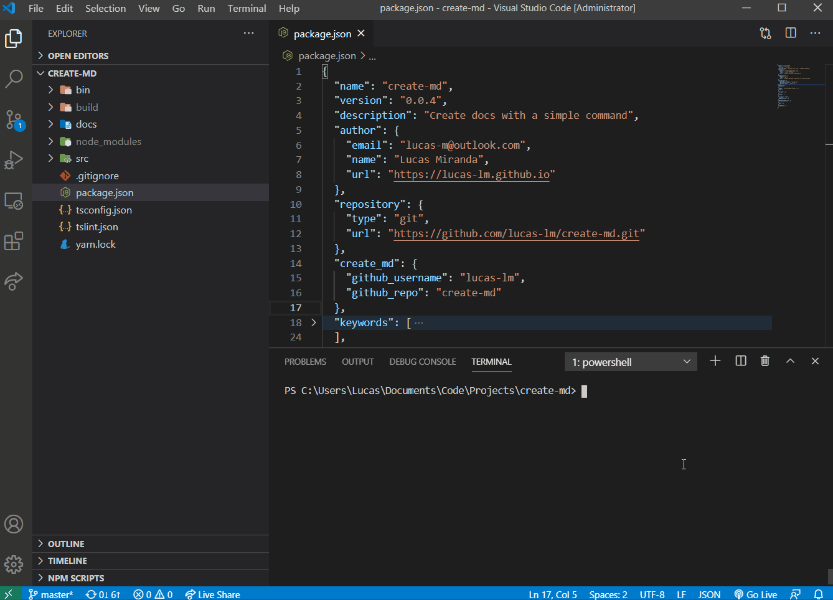 File Edit Selection View Go Run Terminal Help package.json - create-md - Visual Studio Code [Administrator]
EXPLORER
OPEN EDITORS
CREATE-MD
bin
build
docs
node_modules
src
.gitignore
package.json
tsconfig.json
tslint.json
yarn.lock
OUTLINE
TIMELINE
NPM SCRIPTS
1
package.json
package.json > ...
1 {
2 "name": "create-md",
3 "version": "0.0.4",
4 "description": "Create docs with a simple command",
5 "author": {
6 "email": "lucas-m@outlook.com",
7 "name": "Lucas Miranda",
8 "url": "https://lucas-lm.github.io"
9 },
10 "repository": {
11 "type": "git",
12 "url": "https://github.com/lucas-lm/create-md.git"
13 },
14 "create_md": {
15 "github_username": "lucas-lm",
16 "github_repo": "create-md"
17 },
18 "keywords": [ ...
24 ],
PROBLEMS OUTPUT DEBUG CONSOLE TERMINAL 1: powershell
PS C:\Users\Lucas\Documents\Code\Projects\create-md>
master* 0↓ 6↑ 0 0 Live Share Ln 17, Col 5 Spaces: 2 UTF-8 LF JSON Go Live